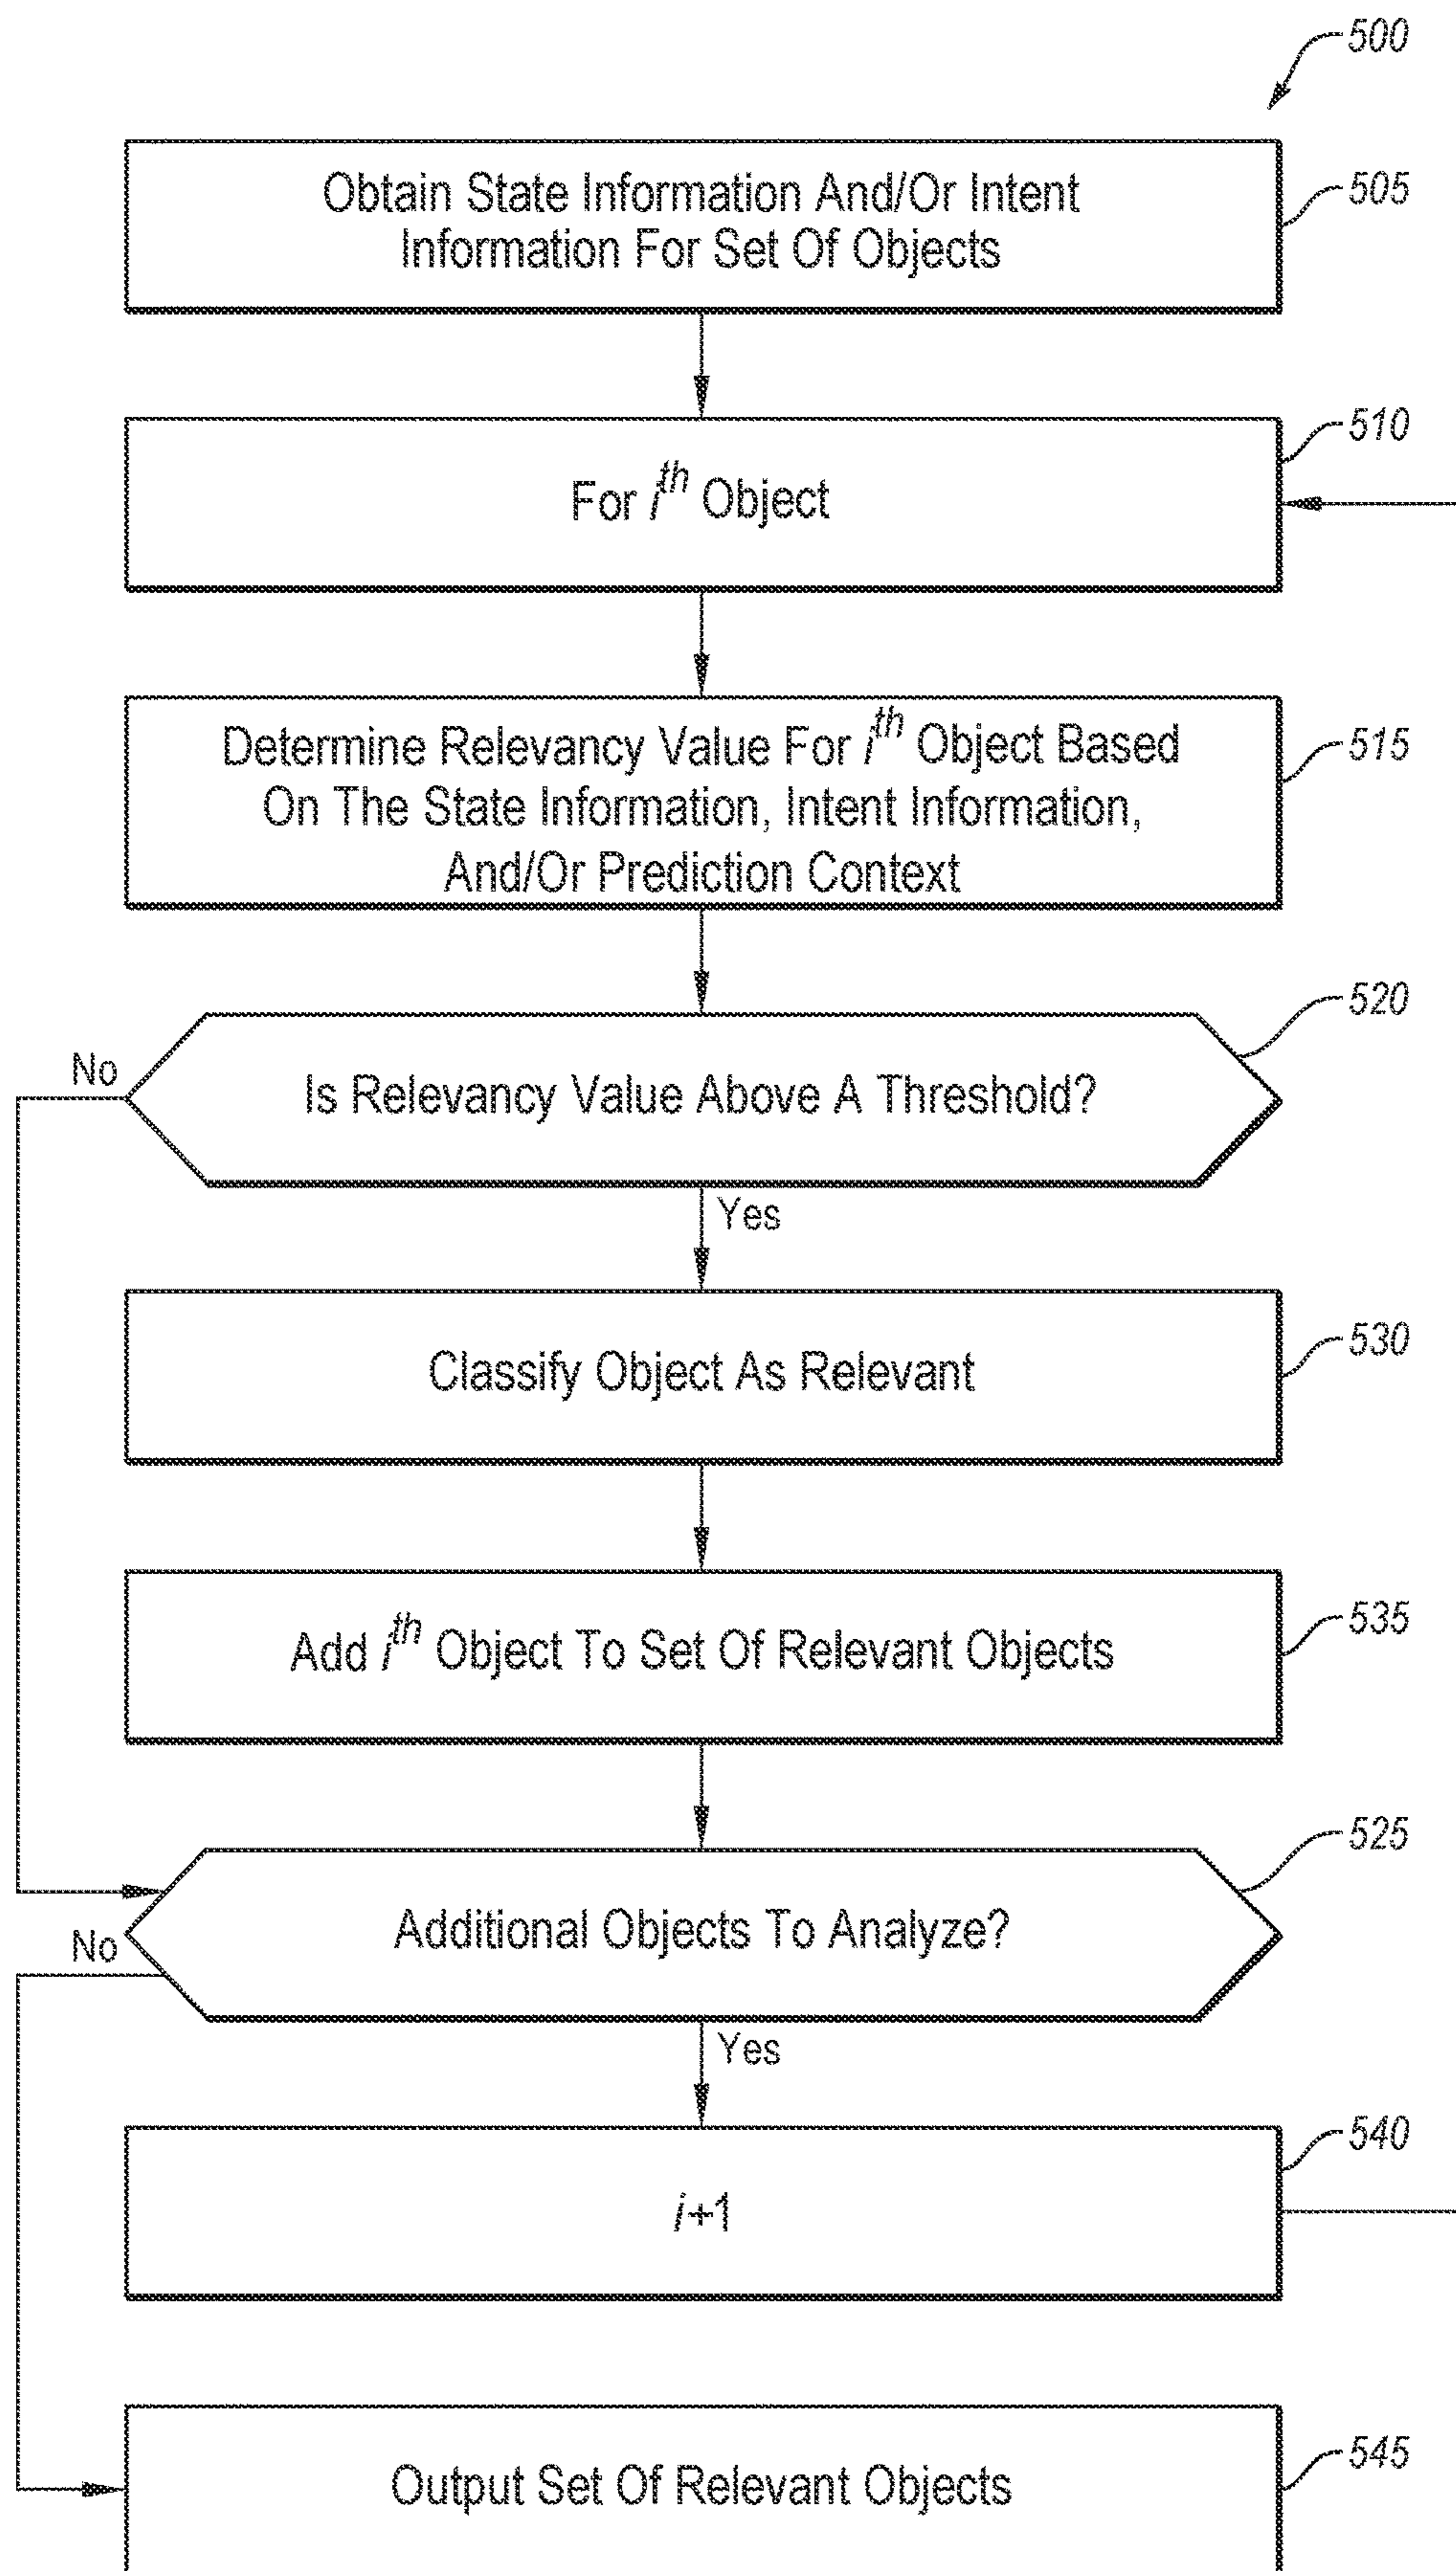 500
Obtain State Information And/Or Intent
Information For Set Of Objects
505
For ith Object
510
Determine Relevancy Value For ith Object Based
On The State Information, Intent Information,
And/Or Prediction Context
515
Is Relevancy Value Above A Threshold?
520
No
Yes
Classify Object As Relevant
530
Add ith Object To Set Of Relevant Objects
535
Additional Objects To Analyze?
525
No
Yes
i+1
540
Output Set Of Relevant Objects
545